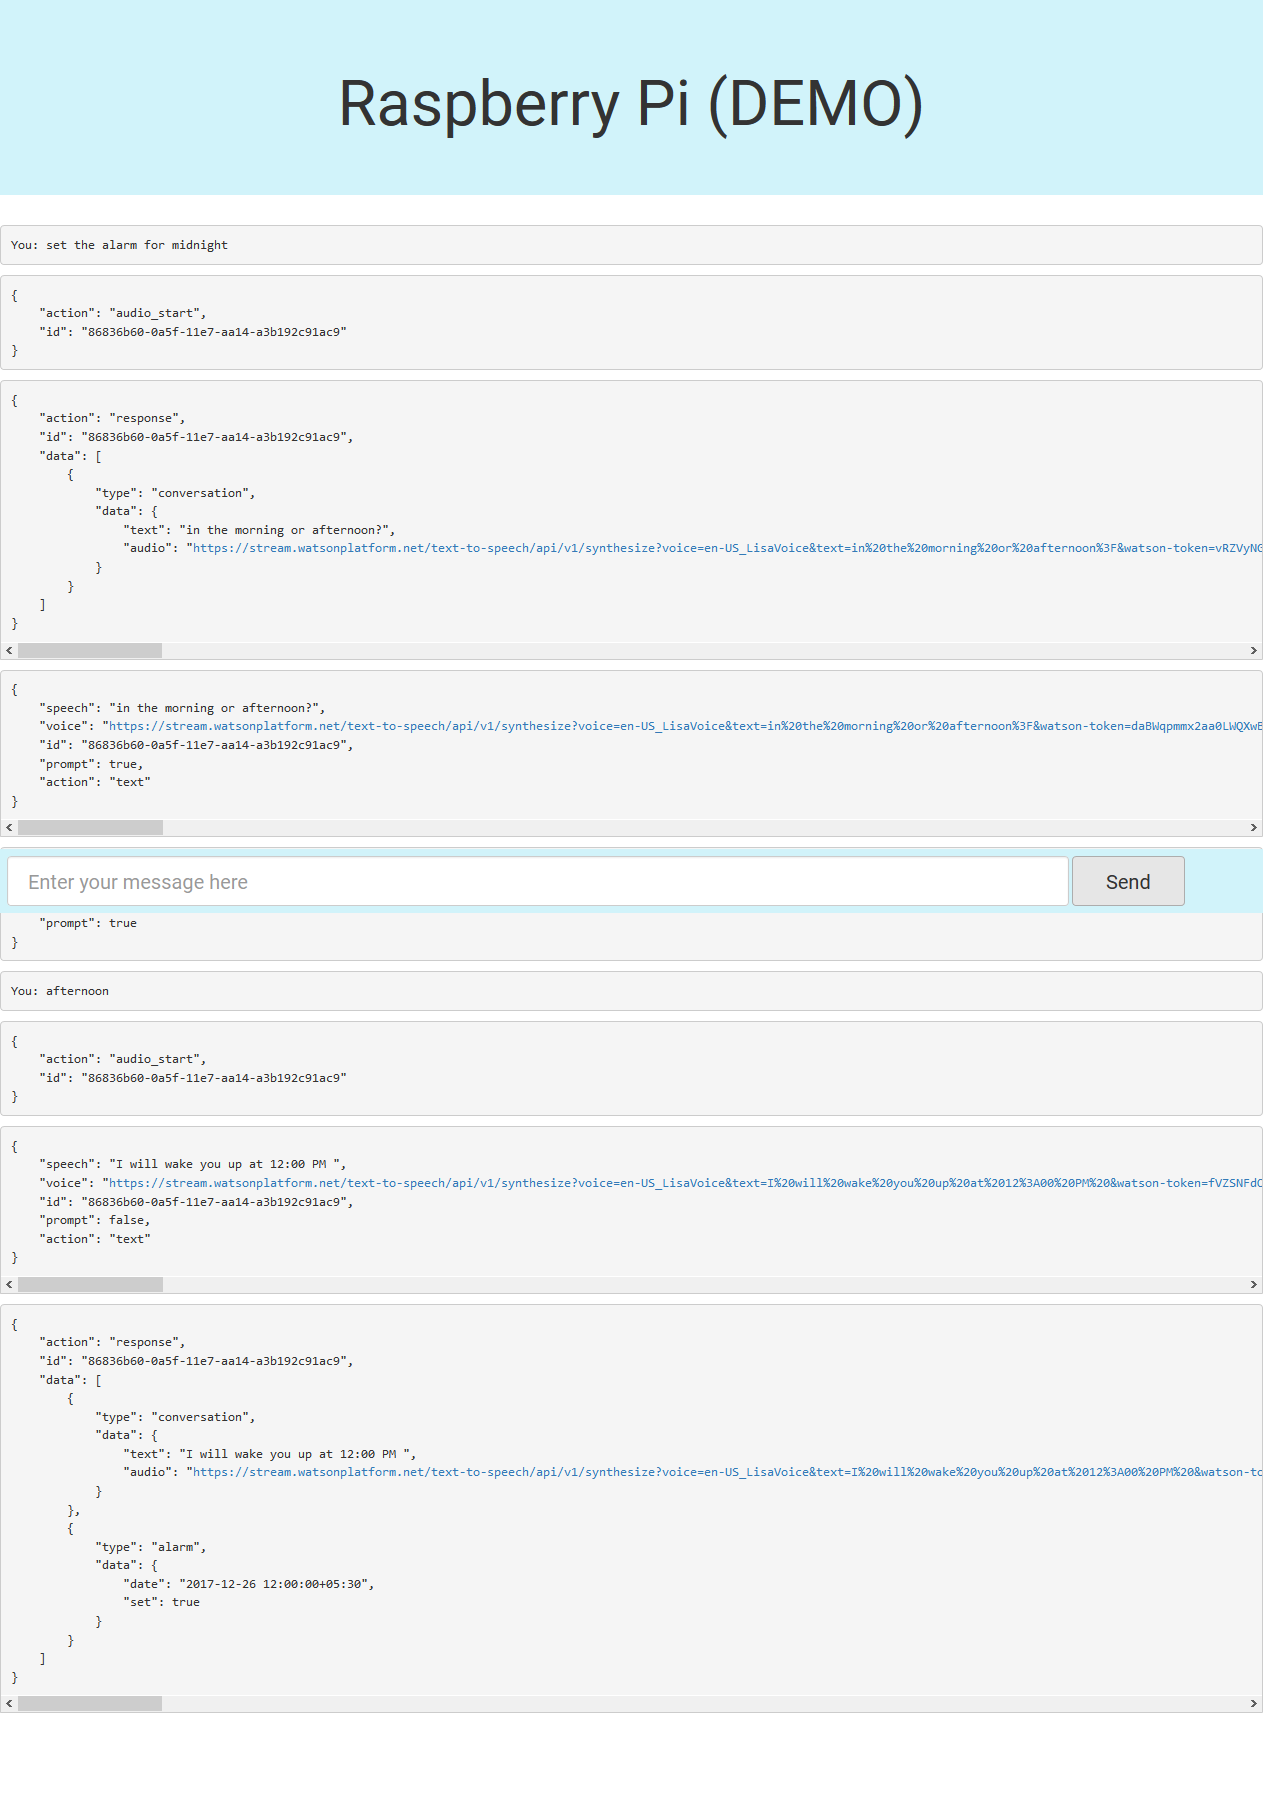 Raspberry Pi (DEMO)
You: set the alarm for midnight
{
    "action": "audio_start",
    "id": "86836b60-0a5f-11e7-aa14-a3b192c91ac9"
}
{
    "action": "response",
    "id": "86836b60-0a5f-11e7-aa14-a3b192c91ac9",
    "data": [
        {
            "type": "conversation",
            "data": {
                "text": "in the morning or afternoon?",
                "audio": "https://stream.watsonplatform.net/text-to-speech/api/v1/synthesize?voice=en-US_LisaVoice&text=in%20the%20morning%20or%20afternoon%3F&watson-token=vRZVyNG
            }
        }
    ]
}
{
    "speech": "in the morning or afternoon?",
    "voice": "https://stream.watsonplatform.net/text-to-speech/api/v1/synthesize?voice=en-US_LisaVoice&text=in%20the%20morning%20or%20afternoon%3F&watson-token=daBWqpmmx2aa0LWQXwE
    "id": "86836b60-0a5f-11e7-aa14-a3b192c91ac9",
    "prompt": true,
    "action": "text"
}
Enter your message here
Send
    "prompt": true
}
You: afternoon
{
    "action": "audio_start",
    "id": "86836b60-0a5f-11e7-aa14-a3b192c91ac9"
}
{
    "speech": "I will wake you up at 12:00 PM ",
    "voice": "https://stream.watsonplatform.net/text-to-speech/api/v1/synthesize?voice=en-US_LisaVoice&text=I%20will%20wake%20you%20up%20at%2012%3A00%20PM%20&watson-token=fVZSNFdC
    "id": "86836b60-0a5f-11e7-aa14-a3b192c91ac9",
    "prompt": false,
    "action": "text"
}
{
    "action": "response",
    "id": "86836b60-0a5f-11e7-aa14-a3b192c91ac9",
    "data": [
        {
            "type": "conversation",
            "data": {
                "text": "I will wake you up at 12:00 PM ",
                "audio": "https://stream.watsonplatform.net/text-to-speech/api/v1/synthesize?voice=en-US_LisaVoice&text=I%20will%20wake%20you%20up%20at%2012%3A00%20PM%20&watson-to
            }
        },
        {
            "type": "alarm",
            "data": {
                "date": "2017-12-26 12:00:00+05:30",
                "set": true
            }
        }
    ]
}